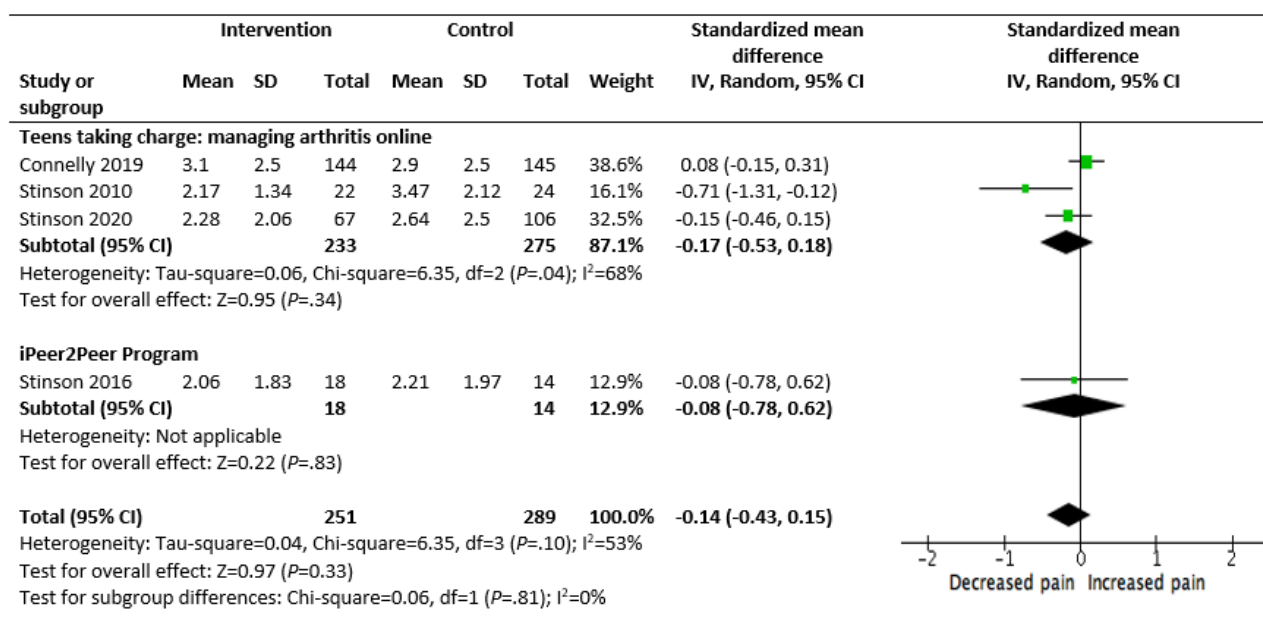 Intervention Control Standardized mean Standardized mean
difference difference
Study or Mean SD Total Mean SD Total Weight IV, Random, 95% CI IV, Random, 95% CI
subgroup
Teens taking charge: managing arthritis online
Connelly 2019 3.1 2.5 144 2.9 2.5 145 38.6% 0.08 (-0.15, 0.31)
Stinson 2010 2.17 1.34 22 3.47 2.12 24 16.1% -0.71 (-1.31, -0.12)
Stinson 2020 2.28 2.06 67 2.64 2.5 106 32.5% -0.15 (-0.46, 0.15)
Subtotal (95% CI) 233 275 87.1% -0.17 (-0.53, 0.18)
Heterogeneity: Tau-square=0.06, Chi-square=6.35, df=2 (P=.04); I²=68%
Test for overall effect: Z=0.95 (P=.34)
iPeer2Peer Program
Stinson 2016 2.06 1.83 18 2.21 1.97 14 12.9% -0.08 (-0.78, 0.62)
Subtotal (95% CI) 18 14 12.9% -0.08 (-0.78, 0.62)
Heterogeneity: Not applicable
Test for overall effect: Z=0.22 (P=.83)
Total (95% CI) 251 289 100.0% -0.14 (-0.43, 0.15)
Heterogeneity: Tau-square=0.04, Chi-square=6.35, df=3 (P=.10); I²=53%
Test for overall effect: Z=0.97 (P=0.33)
Test for subgroup differences: Chi-square=0.06, df=1 (P=.81); I²=0%
-2 -1 0 1 2
Decreased pain Increased pain